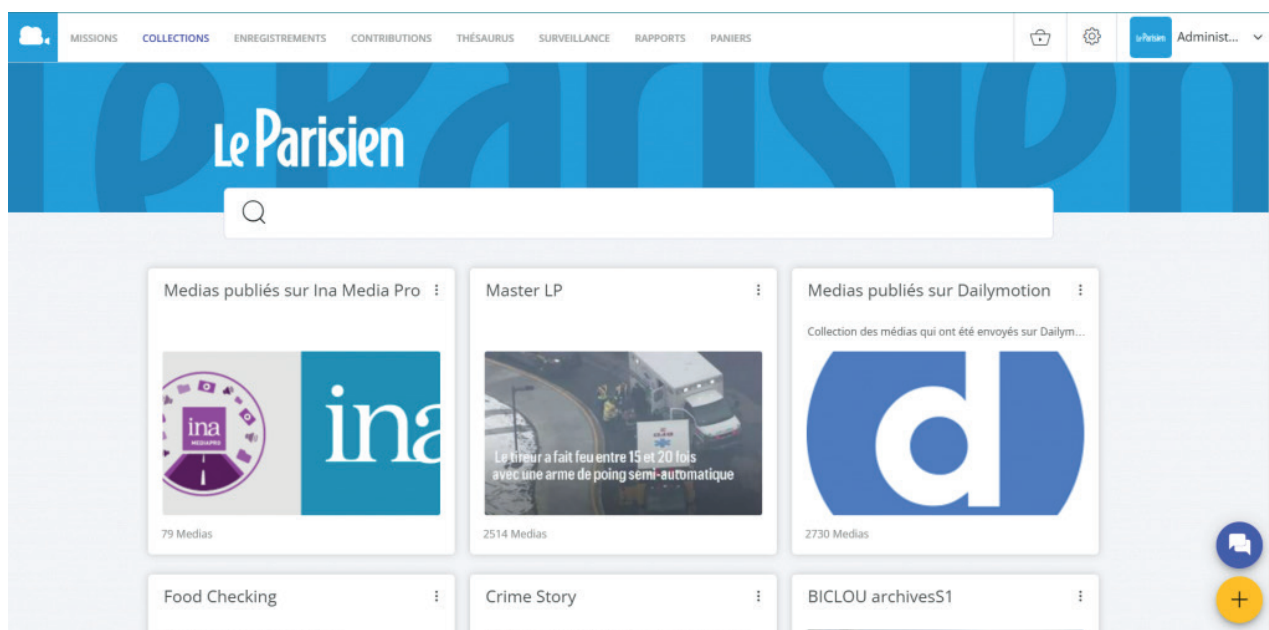 MISSIONS COLLECTIONS ENREGISTREMENTS CONTRIBUTIONS THÉSAURUS SURVEILLANCE RAPPORTS PANIERS Le Parisien Administ...
Le Parisien
Le Parisien
Medias publiés sur Ina Media Pro
ina
MEDIAPRO
ina
79 Medias
Master LP
Le tireur a fait feu entre 15 et 20 fois
avec une arme de poing semi-automatique
2514 Medias
Medias publiés sur Dailymotion
Collection des médias qui ont été envoyés sur Dailym...
d
2730 Medias
Food Checking
Crime Story
BICLOU archivesS1